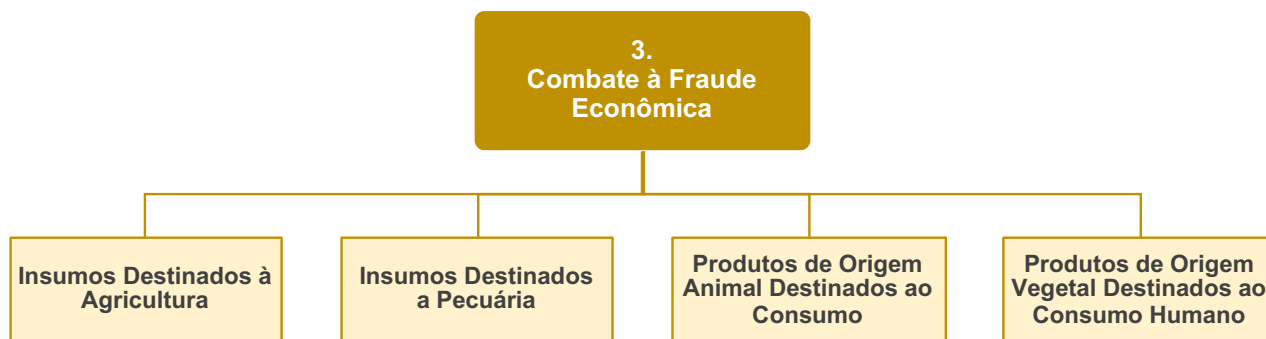 3.
Combate à Fraude
Econômica
Insumos Destinados à
Agricultura
Insumos Destinados
a Pecuária
Produtos de Origem
Animal Destinados ao
Consumo
Produtos de Origem
Vegetal Destinados ao
Consumo Humano